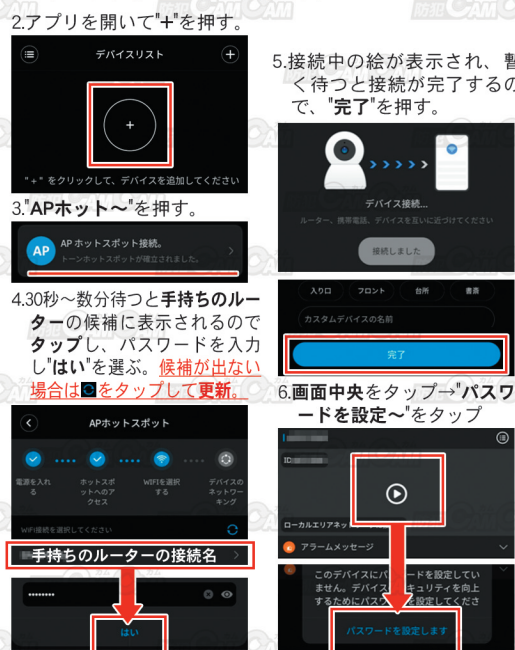 2.アプリを開いて"+"を押す。
デバイスリスト
"+" をクリックして、デバイスを追加してください
3."APホット～"を押す。
AP
AP ホットスポット接続。
トーンホットスポットが確立されました。
4.30秒～数分待つと手持ちのルー
ターの候補に表示されるので
タップし、パスワードを入力
し"はい"を選ぶ。候補が出ない
場合は をタップして更新。
APホットスポット
電源を入れ
る
ホットスポ
ットへのア
クセス
WIFIを選択
する
デバイスの
ネットワー
キング
WiFi接続を選択してください
手持ちのルーターの接続名
••••••••
はい
5.接続中の絵が表示され、暫
く待つと接続が完了するの
で、"完了"を押す。
デバイス接続...
ルーター、携帯電話、デバイスを互いに近づけてください
接続しました
入り口 フロント 台所 書斎
カスタムデバイスの名前
完了
6.画面中央をタップ→"パスワ
ードを設定～"をタップ
ID:
ローカルエリアネッ
アラームメッセージ
このデバイスにパ ードを設定してい
ません。デバイス キュリティを向上
するためにパスワ を設定してくださ
パスワードを設定します
防犯CAMCAM